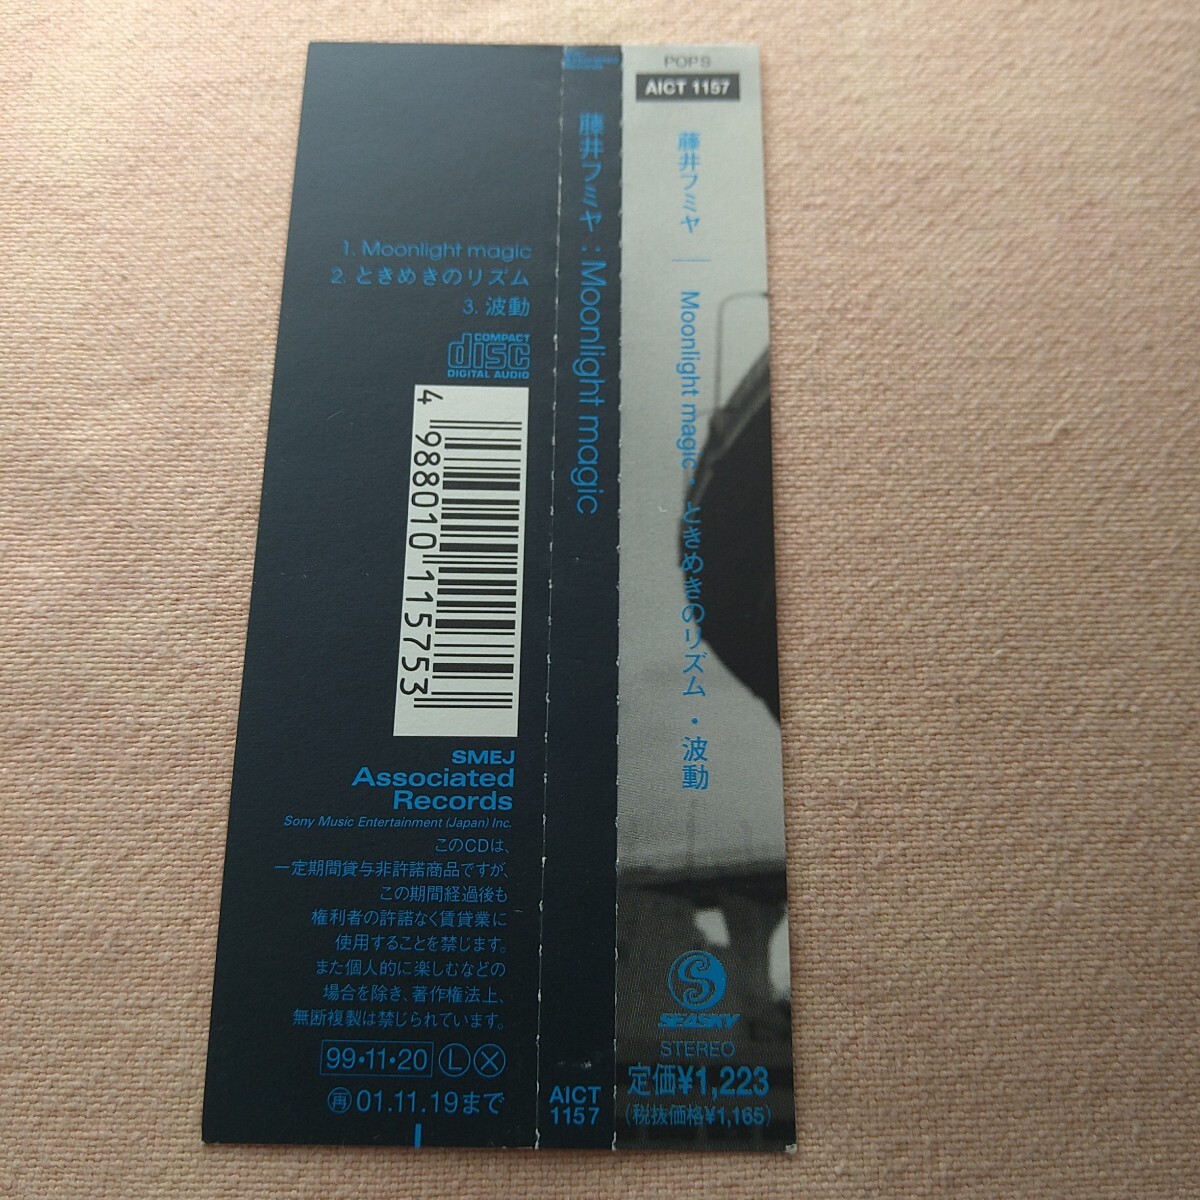 POPS
AICT 1157
藤井フミヤ
Moonlight magic・ときめきのリズム・波動
SEASKY
STEREO
定価¥1,223
(税抜価格¥1,165)
藤井フミヤ:Moonlight magic
AICT
1157
1. Moonlight magic
2. ときめきのリズム
3. 波動
COMPACT
disc
DIGITAL AUDIO
4 988010 115753
SMEJ
Associated
Records
Sony Music Entertainment (Japan) Inc.
このCDは、
一定期間貸与非許諾商品ですが、
この期間経過後も
権利者の許諾なく賃貸業に
使用することを禁じます。
また個人的に楽しむなどの
場合を除き、著作権法上、
無断複製は禁じられています。
99・11・20 Ⓛ Ⓧ
㊢01.11.19まで